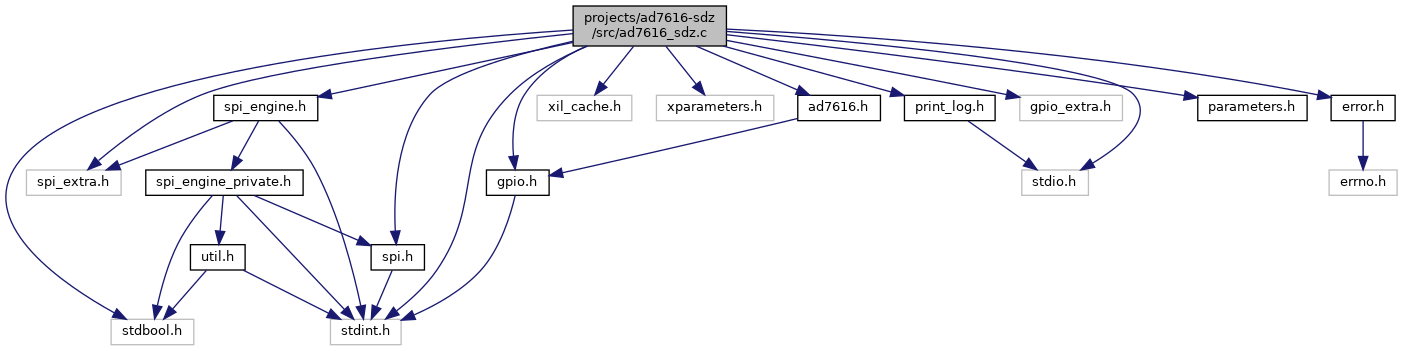 projects/ad7616-sdz
/src/ad7616_sdz.c
spi_engine.h
xil_cache.h
xparameters.h
ad7616.h
print_log.h
gpio_extra.h
parameters.h
error.h
spi_extra.h
spi_engine_private.h
gpio.h
stdio.h
errno.h
util.h
spi.h
stdbool.h
stdint.h